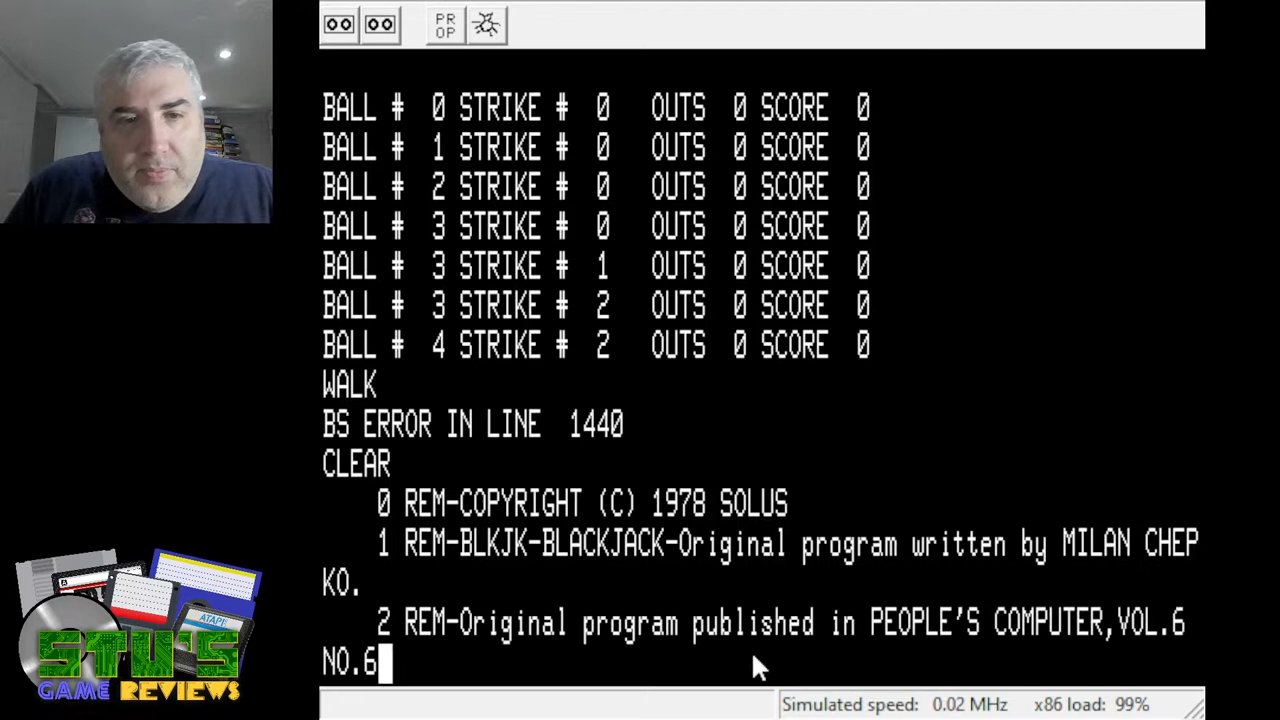 PR
OP
BALL # 0 STRIKE # 0 OUTS 0 SCORE 0
BALL # 1 STRIKE # 0 OUTS 0 SCORE 0
BALL # 2 STRIKE # 0 OUTS 0 SCORE 0
BALL # 3 STRIKE # 0 OUTS 0 SCORE 0
BALL # 3 STRIKE # 1 OUTS 0 SCORE 0
BALL # 3 STRIKE # 2 OUTS 0 SCORE 0
BALL # 4 STRIKE # 2 OUTS 0 SCORE 0
WALK
BS ERROR IN LINE 1440
CLEAR
0 REM-COPYRIGHT (C) 1978 SOLUS
1 REM-BLKJK-BLACKJACK-Original program written by MILAN CHEP
KO.
2 REM-Original program published in PEOPLE'S COMPUTER,VOL.6
NO.6
ATARI
STU'S
GAME REVIEWS
Simulated speed: 0.02 MHz x86 load: 99%